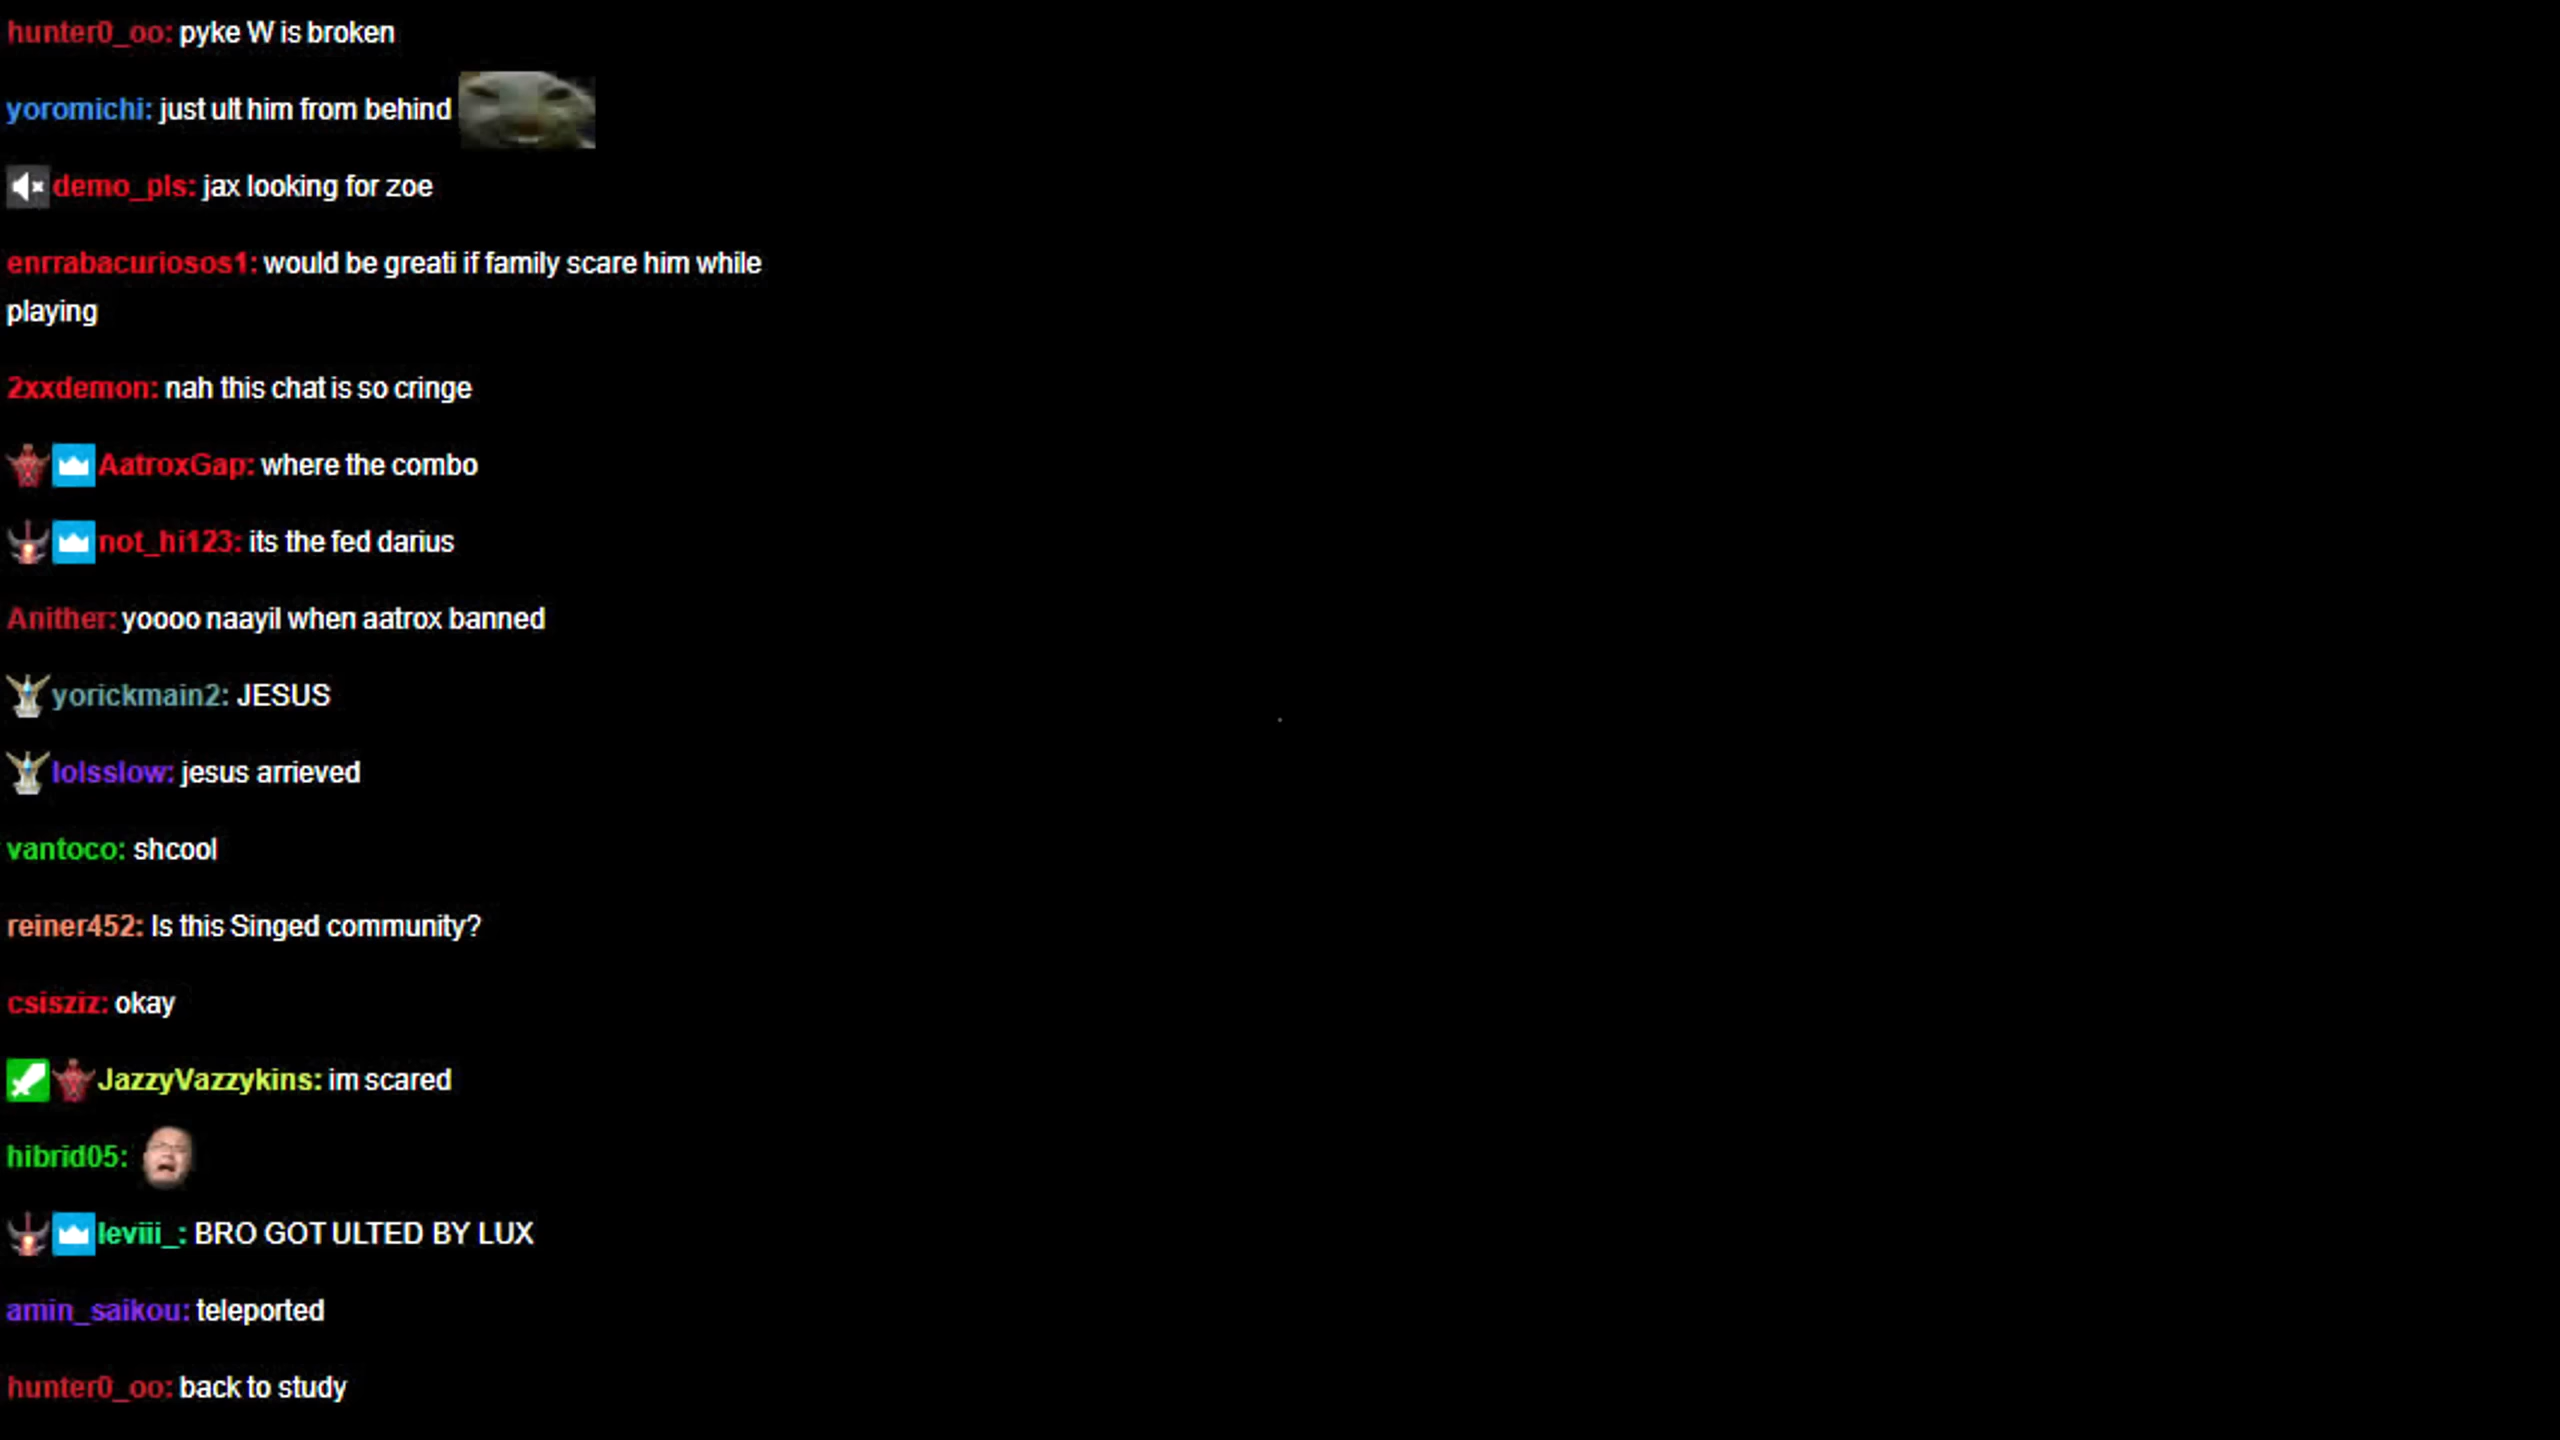 hunter0_oo: pyke W is broken
yoromichi: just ult him from behind
demo_pls: jax looking for zoe
enrrabacuriosos1: would be greati if family scare him while
playing
2xxdemon: nah this chat is so cringe
AatroxGap: where the combo
not_hi123: its the fed darius
Anither: yoooo naayil when aatrox banned
yorickmain2: JESUS
lolsslow: jesus arrieved
vantoco: shcool
reiner452: Is this Singed community?
csisziz: okay
JazzyVazzykins: im scared
hibrid05:
leviii_: BRO GOT ULTED BY LUX
amin_saikou: teleported
hunter0_oo: back to study